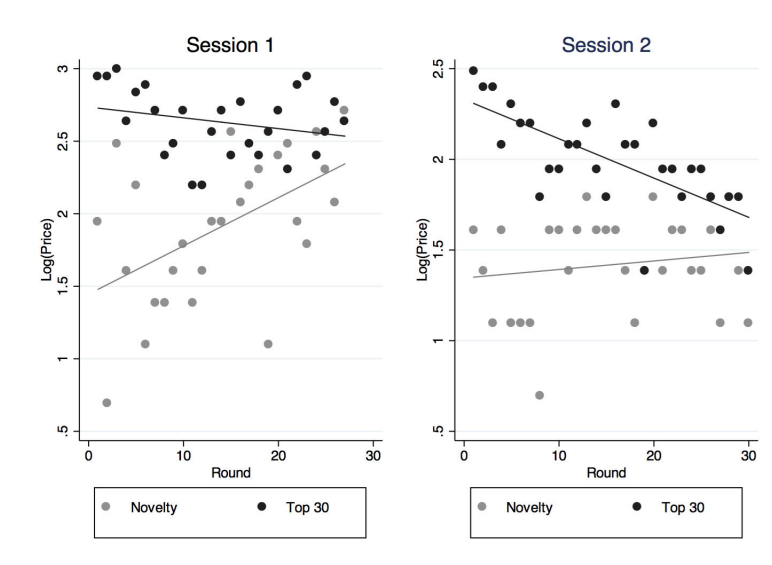 Session 1
Log(Price)
3
2.5
2
1.5
1
.5
0 10 20 30
Round
Novelty Top 30
Session 2
Log(Price)
2.5
2
1.5
1
.5
0 10 20 30
Round
Novelty Top 30